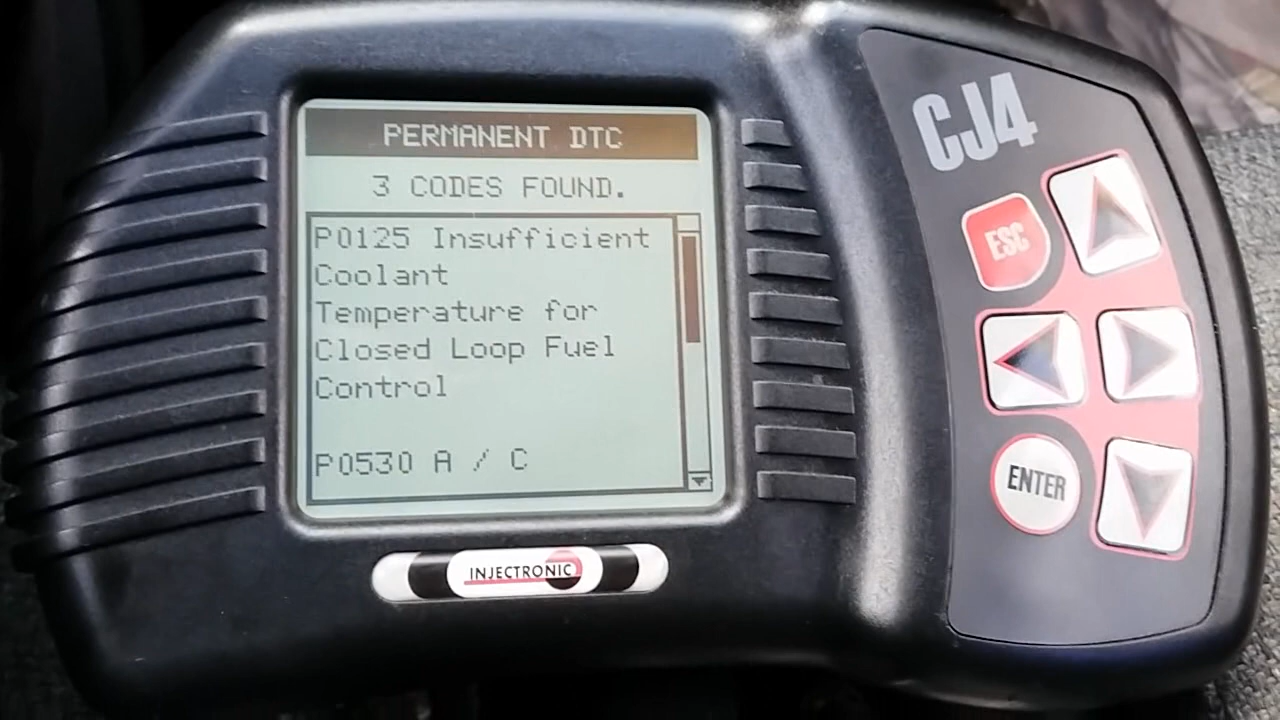 PERMANENT DTC
3 CODES FOUND.
P0125 Insufficient
Coolant
Temperature for
Closed Loop Fuel
Control
P0530 A / C
INJECTRONIC
CJ4
ESC
ENTER